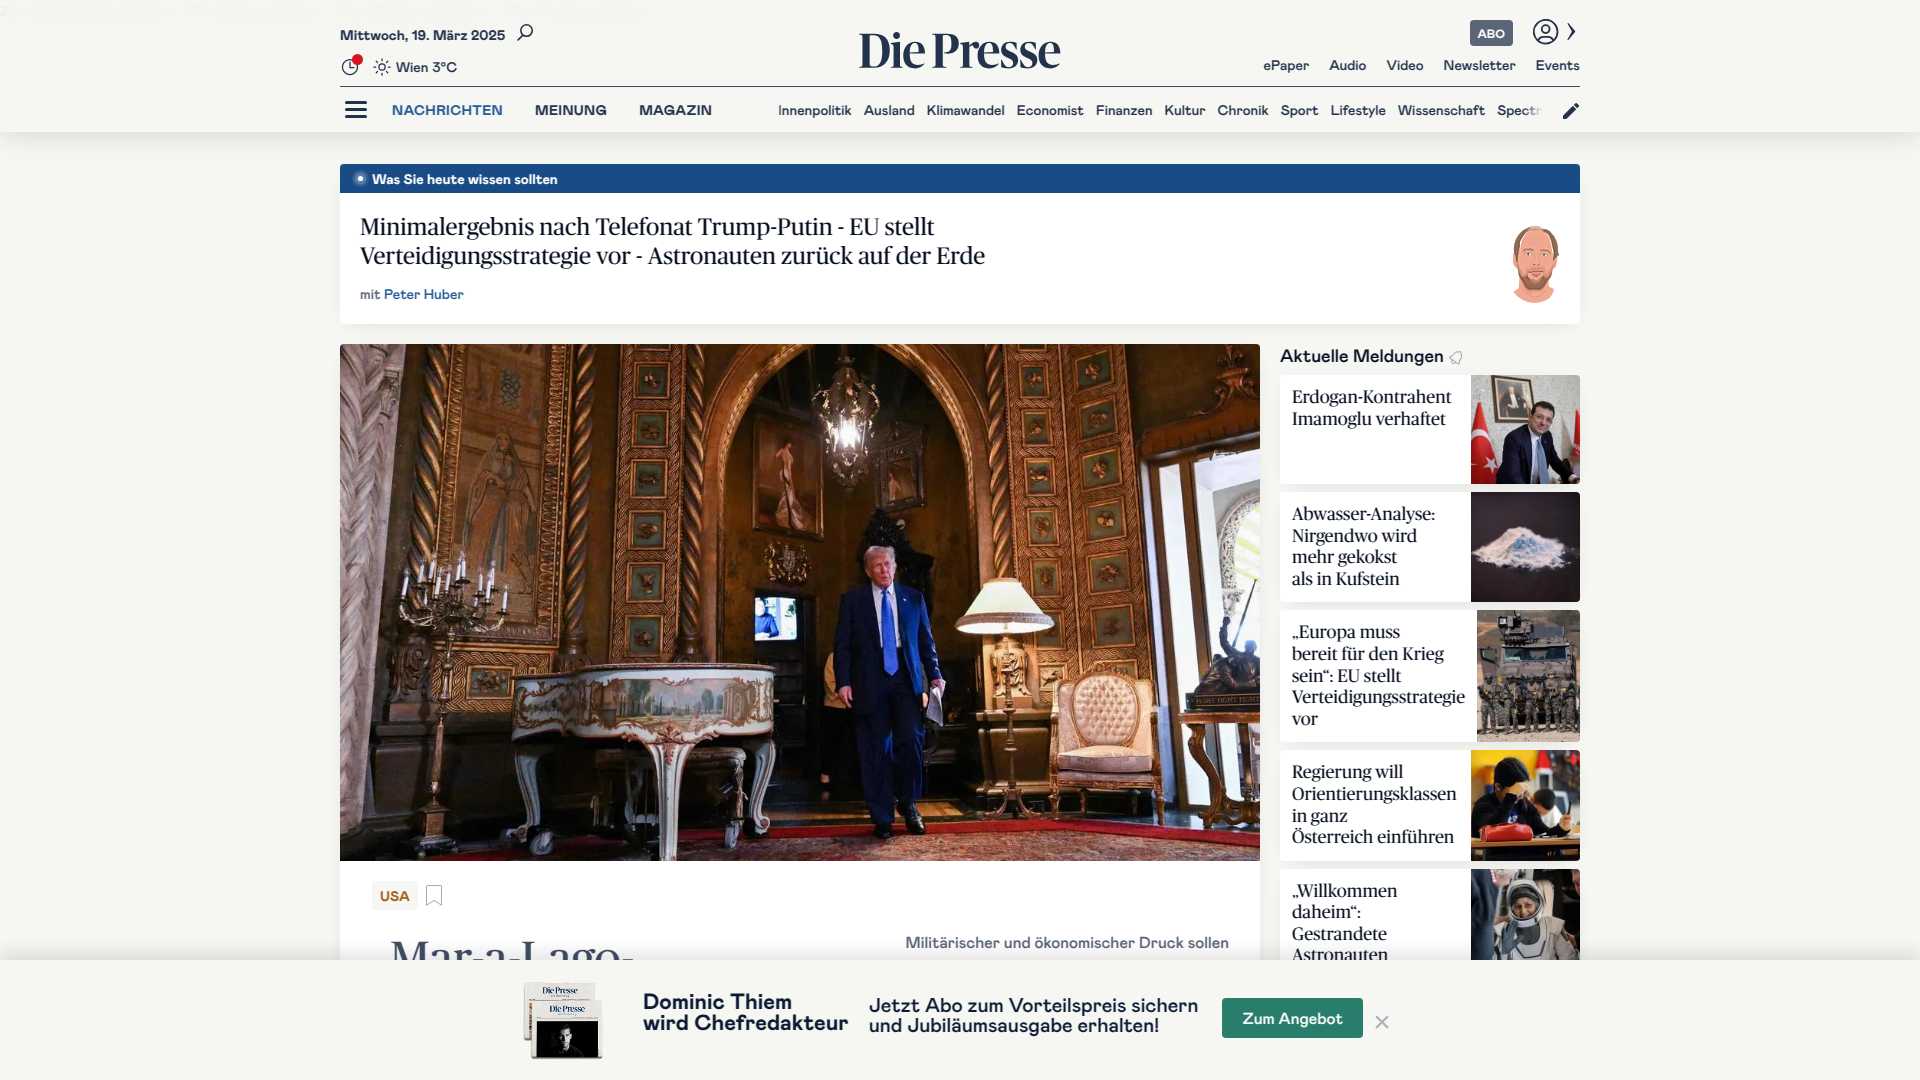 Mittwoch, 19. März 2025
Die Presse
ABO
Wien 3°C
ePaper Audio Video Newsletter Events
NACHRICHTEN MEINUNG MAGAZIN
Innenpolitik Ausland Klimawandel Economist Finanzen Kultur Chronik Sport Lifestyle Wissenschaft Spectr
Was Sie heute wissen sollten
Minimalergebnis nach Telefonat Trump-Putin - EU stellt
Verteidigungsstrategie vor - Astronauten zurück auf der Erde
mit Peter Huber
Aktuelle Meldungen
Erdogan-Kontrahent
Imamoglu verhaftet
Abwasser-Analyse:
Nirgendwo wird
mehr gekokst
als in Kufstein
„Europa muss
bereit für den Krieg
sein“: EU stellt
Verteidigungsstrategie
vor
Regierung will
Orientierungsklassen
in ganz
Österreich einführen
„Willkommen
daheim“:
Gestrandete
Astronauten
USA
Mar-a-Lago-
Militärischer und ökonomischer Druck sollen
Die Presse
Die Presse
Dominic Thiem
wird Chefredakteur
Jetzt Abo zum Vorteilspreis sichern
und Jubiläumsausgabe erhalten!
Zum Angebot